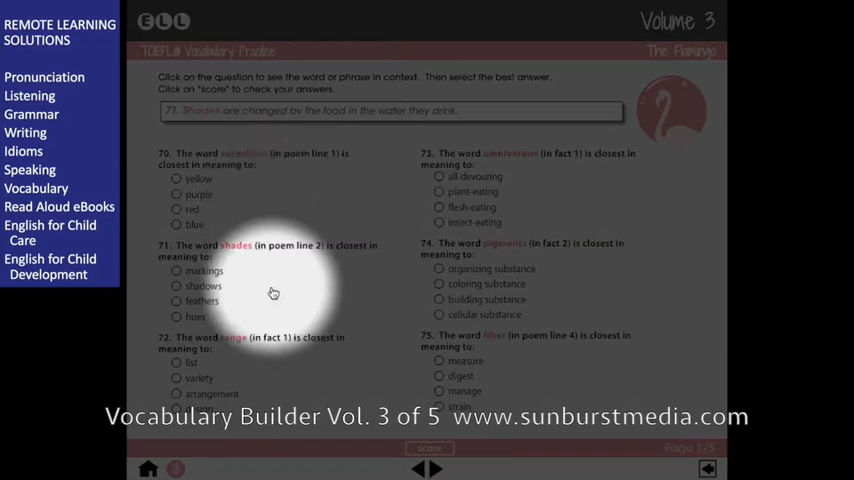 REMOTE LEARNING
SOLUTIONS
Pronunciation
Listening
Grammar
Writing
Idioms
Speaking
Vocabulary
Read Aloud eBooks
English for Child
Care
English for Child
Development
ELL
Volume 3
TOEFL® Vocabulary Practice
The Flamingo
Click on the question to see the word or phrase in context. Then select the best answer.
Click on "score" to check your answers.
71. Shades are changed by the food in the water they drink.
70. The word vermilion (in poem line 1) is
closest in meaning to:
yellow
purple
red
blue
71. The word shades (in poem line 2) is closest in
meaning to:
markings
shadows
feathers
hues
72. The word range (in fact 1) is closest in
meaning to:
list
variety
arrangement
design
73. The word omnivorous (in fact 1) is closest in
meaning to:
all-devouring
plant-eating
flesh-eating
insect-eating
74. The word pigments (in fact 2) is closest in
meaning to:
organizing substance
coloring substance
building substance
cellular substance
75. The word filter (in poem line 4) is closest in
meaning to:
measure
digest
manage
strain
Vocabulary Builder Vol. 3 of 5 www.sunburstmedia.com
score
Page 1/5